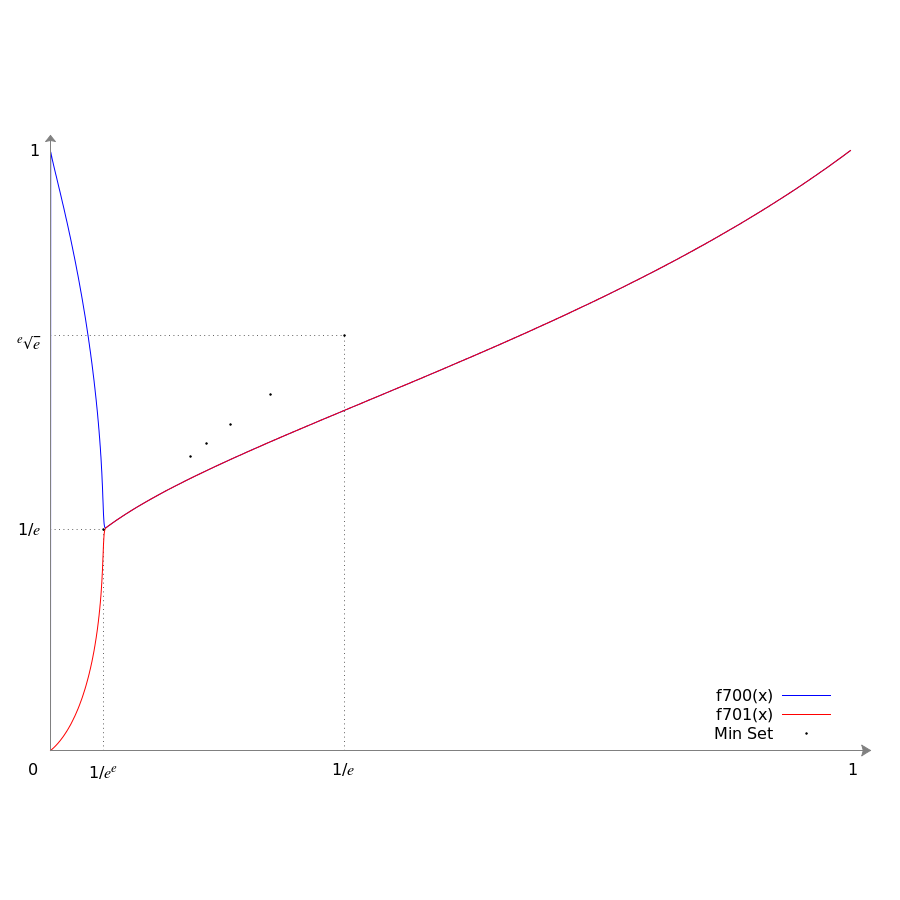 1
ᵉ√e
1/e
f700(x)
f701(x)
Min Set
0
1/eᵉ
1/e
1